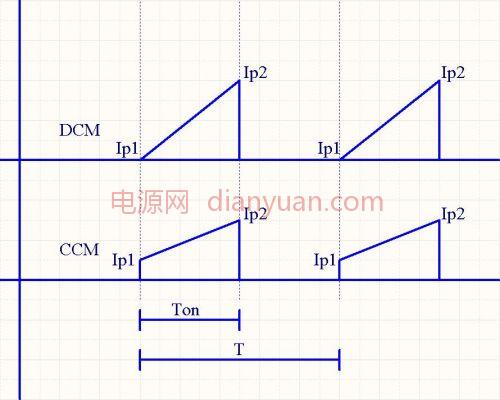 Ip2 Ip2
DCM
Ip1 Ip1
电源网 dianyuan.com
Ip2 Ip2
CCM
Ip1 Ip1
Ton
T